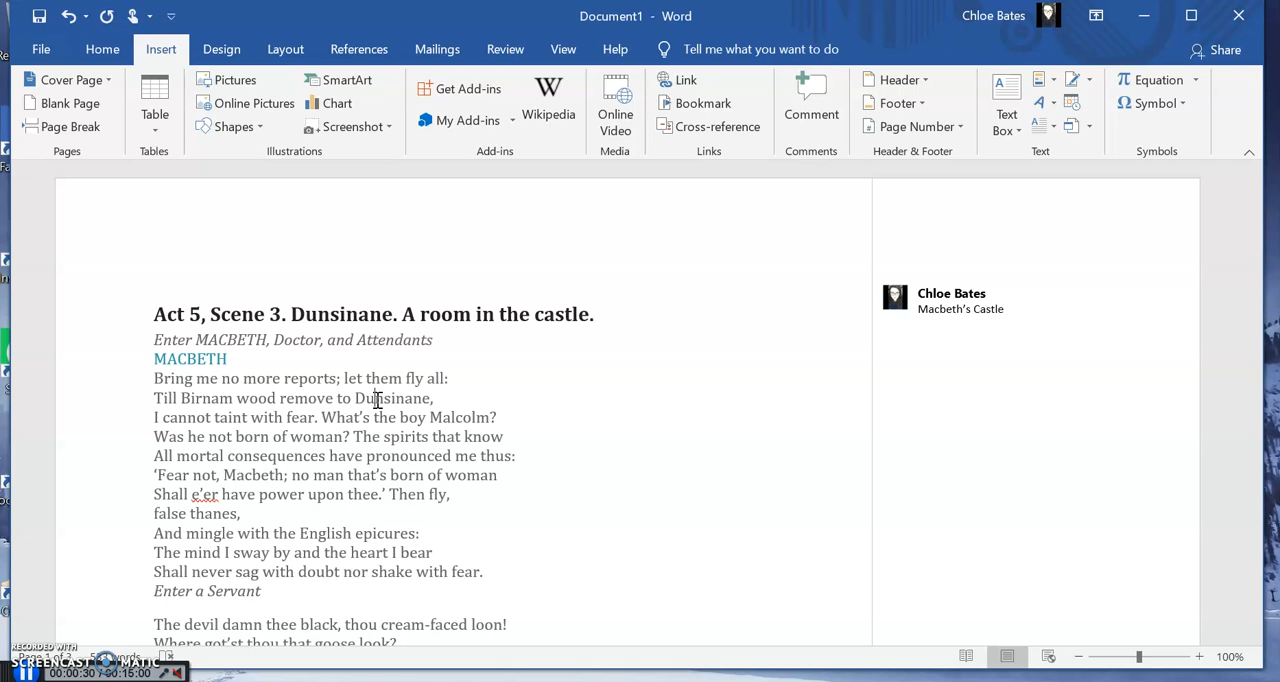 Document1 - Word
Chloe Bates
File Home Insert Design Layout References Mailings Review View Help Tell me what you want to do
Share
Cover Page
Blank Page
Page Break
Pages
Table
Tables
Pictures
Online Pictures
Shapes
SmartArt
Chart
Screenshot
Illustrations
Get Add-ins
My Add-ins
W
Wikipedia
Add-ins
Online
Video
Media
Link
Bookmark
Cross-reference
Links
Comment
Comments
Header
Footer
Page Number
Header & Footer
Text
Box
Text
Equation
Symbol
Symbols
Act 5, Scene 3. Dunsinane. A room in the castle.
Enter MACBETH, Doctor, and Attendants
MACBETH
Bring me no more reports; let them fly all:
Till Birnam wood remove to Dunsinane,
I cannot taint with fear. What’s the boy Malcolm?
Was he not born of woman? The spirits that know
All mortal consequences have pronounced me thus:
‘Fear not, Macbeth; no man that’s born of woman
Shall e’er have power upon thee.’ Then fly,
false thanes,
And mingle with the English epicures:
The mind I sway by and the heart I bear
Shall never sag with doubt nor shake with fear.
Enter a Servant
The devil damn thee black, thou cream-faced loon!
Where got’st thou that goose look?
Chloe Bates
Macbeth’s Castle
RECORDED WITH
SCREENCAST MATIC
00:00:30 / 00:15:00
100%